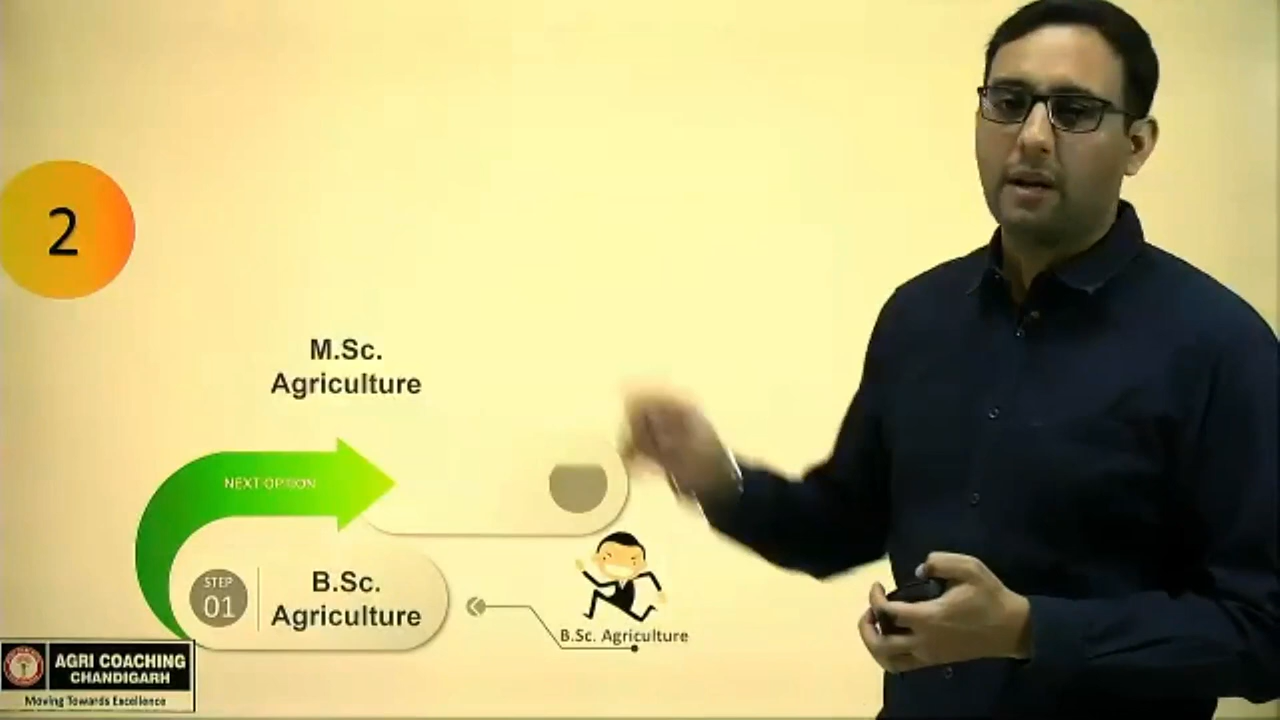 2
M.Sc.
Agriculture
NEXT OPTION
STEP
01
B.Sc.
Agriculture
B.Sc. Agriculture
AGRI COACHING
CHANDIGARH
Moving Towards Excellence